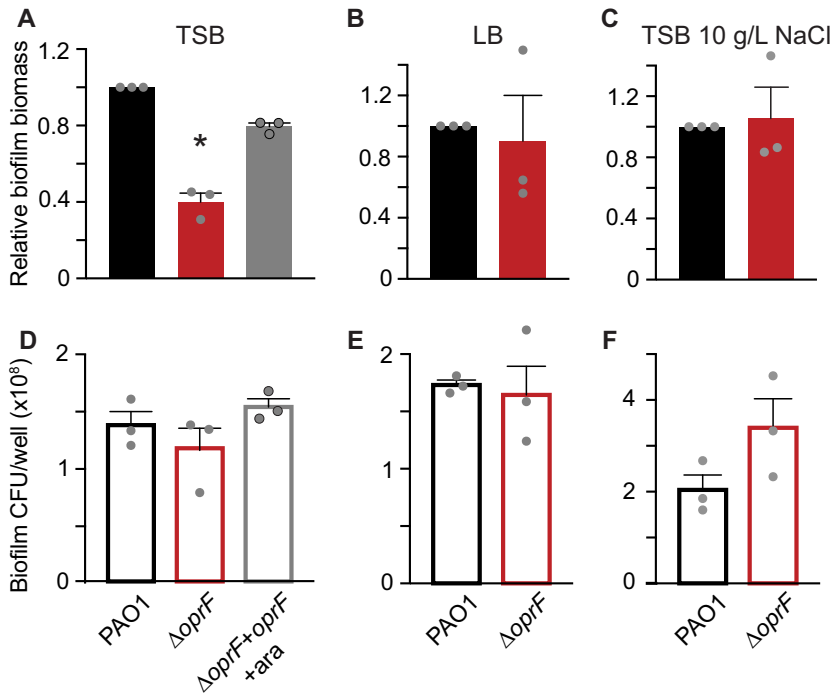 A
TSB
Relative biofilm biomass
1.2
0.8
0.4
0
*
B
LB
1.2
0.8
0.4
0
C
TSB 10 g/L NaCl
1.2
0.8
0.4
0
D
Biofilm CFU/well (x10⁸)
2
1
0
PAO1
ΔoprF
ΔoprF+oprF
+ara
E
2
1
0
PAO1
ΔoprF
F
4
2
0
PAO1
ΔoprF